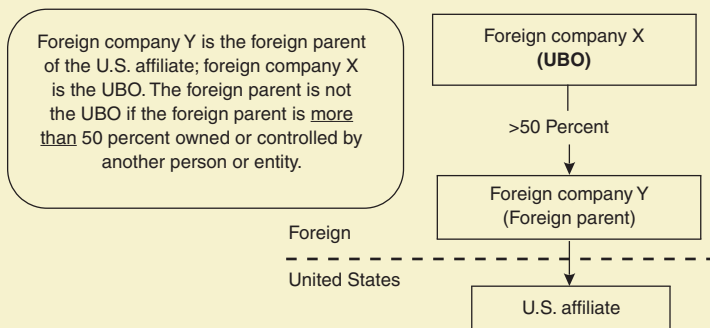 Foreign company Y is the foreign parent
of the U.S. affiliate; foreign company X
is the UBO. The foreign parent is not
the UBO if the foreign parent is more
than 50 percent owned or controlled by
another person or entity.
Foreign company X
(UBO)
>50 Percent
Foreign company Y
(Foreign parent)
Foreign
United States
U.S. affiliate